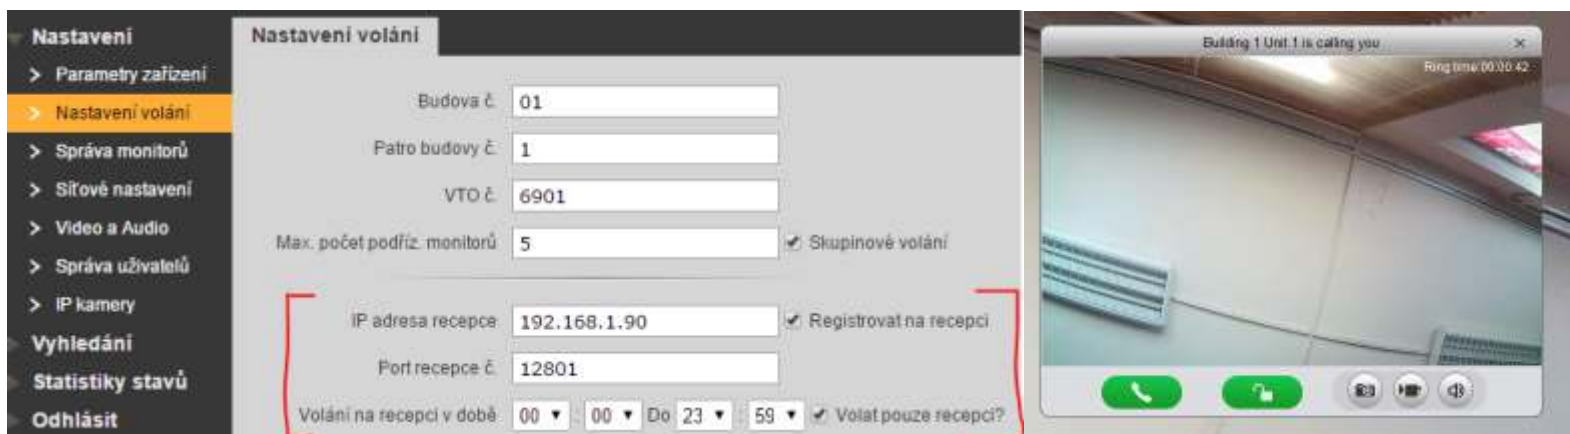 Nastavení
Parametry zařízení
Nastavení volání
Správa monitorů
Síťové nastavení
Video a Audio
Správa uživatelů
IP kamery
Vyhledání
Statistiky stavů
Odhlásit
Nastavení volání
Budova č. 01
Patro budovy č. 1
VTO č. 6901
Max. počet podříz. monitorů 5 Skupinové volání
IP adresa recepce 192.168.1.90 Registrovat na recepci
Port recepce č. 12801
Volání na recepci v době 00 : 00 Do 23 : 59 Volat pouze recepci?
Building 1 Unit 1 is calling you
Ring time:00:00:42